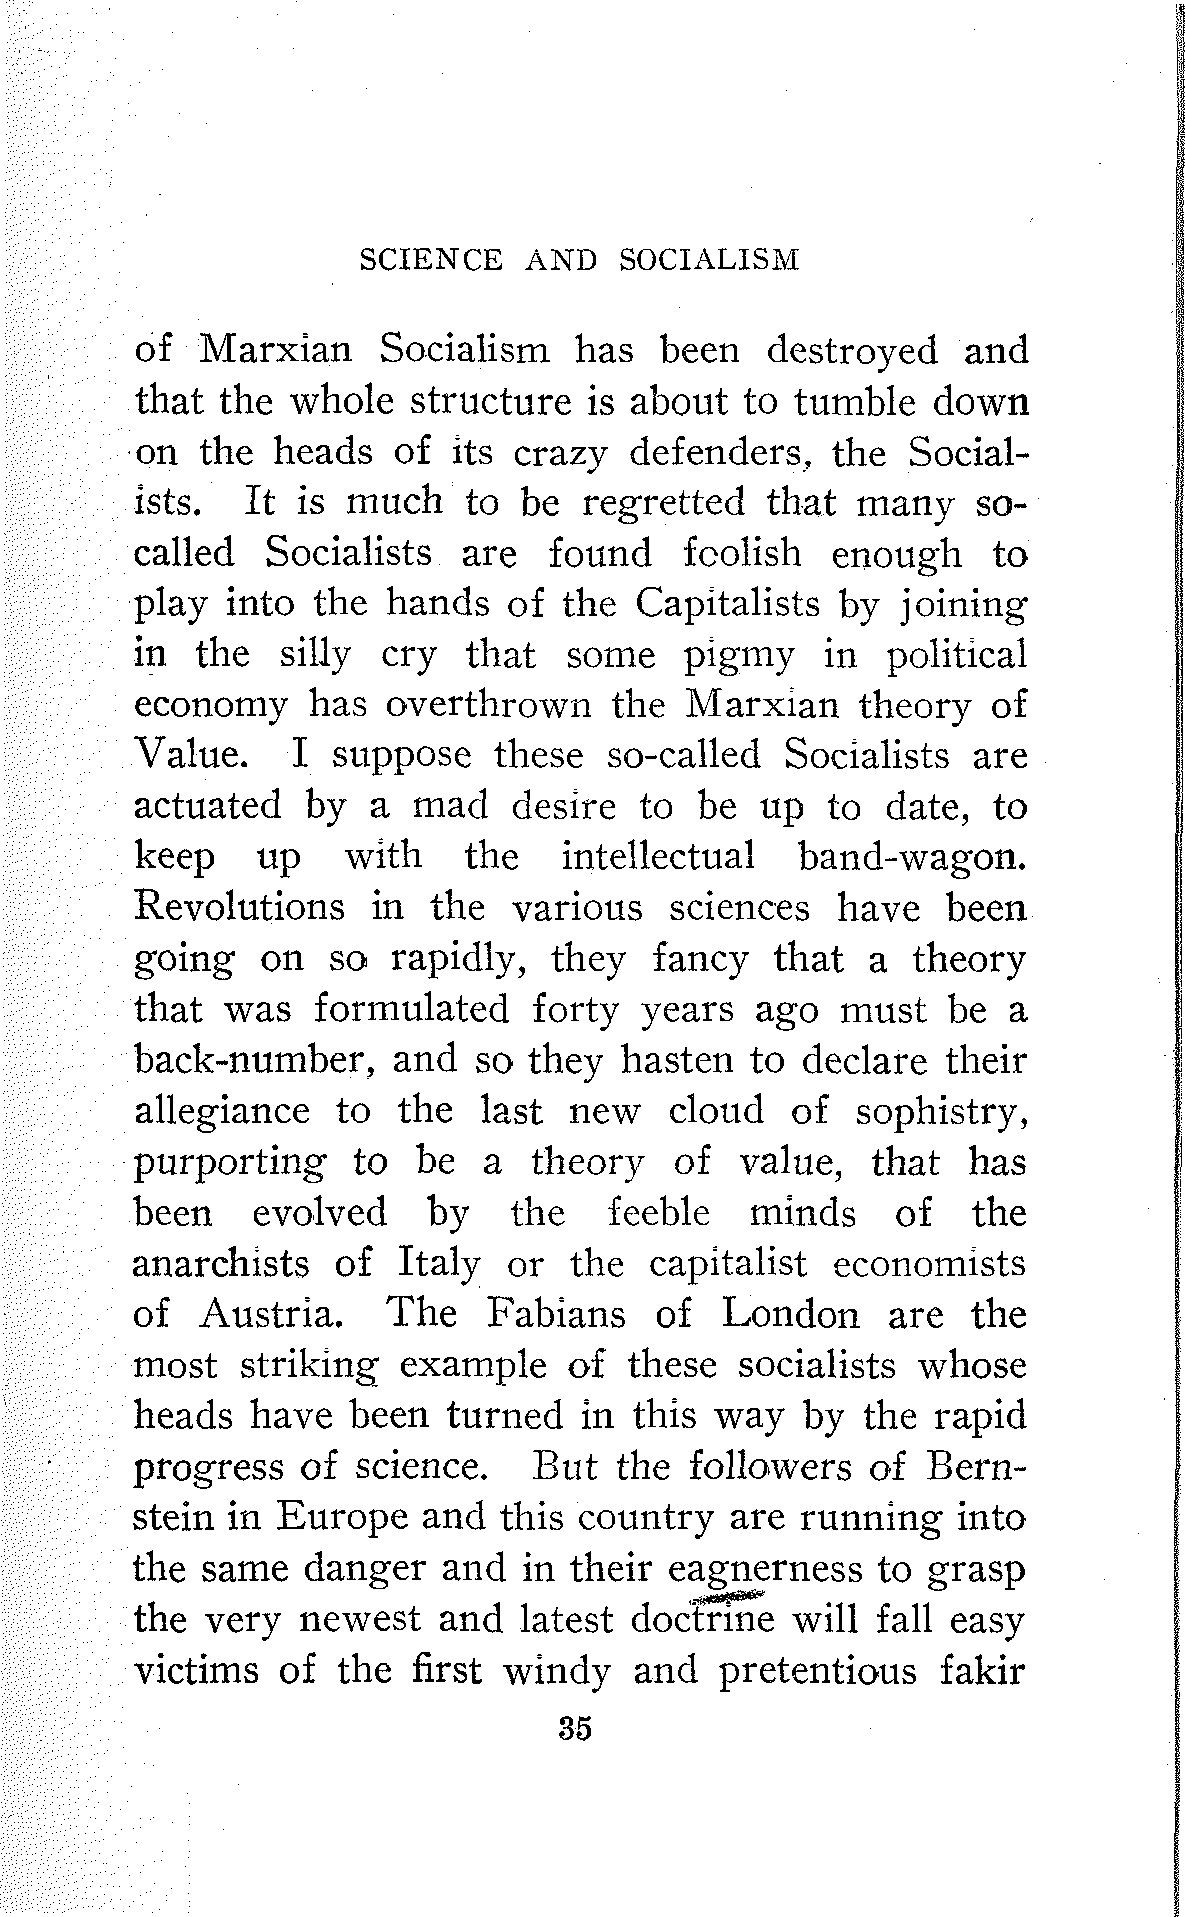 SCIENCE AND SOCIALISM
of Marxian Socialism has been destroyed and
that the whole structure is about to tumble down
on the heads of its crazy defenders, the Social-
ists. It is much to be regretted that many so-
called Socialists are found foolish enough to
play into the hands of the Capitalists by joining
in the silly cry that some pigmy in political
economy has overthrown the Marxian theory of
Value. I suppose these so-called Socialists are
actuated by a mad desire to be up to date, to
keep up with the intellectual band-wagon.
Revolutions in the various sciences have been
going on so rapidly, they fancy that a theory
that was formulated forty years ago must be a
back-number, and so they hasten to declare their
allegiance to the last new cloud of sophistry,
purporting to be a theory of value, that has
been evolved by the feeble minds of the
anarchists of Italy or the capitalist economists
of Austria. The Fabians of London are the
most striking example of these socialists whose
heads have been turned in this way by the rapid
progress of science. But the followers of Bern-
stein in Europe and this country are running into
the same danger and in their eagnerness to grasp
the very newest and latest doctrine will fall easy
victims of the first windy and pretentious fakir
35